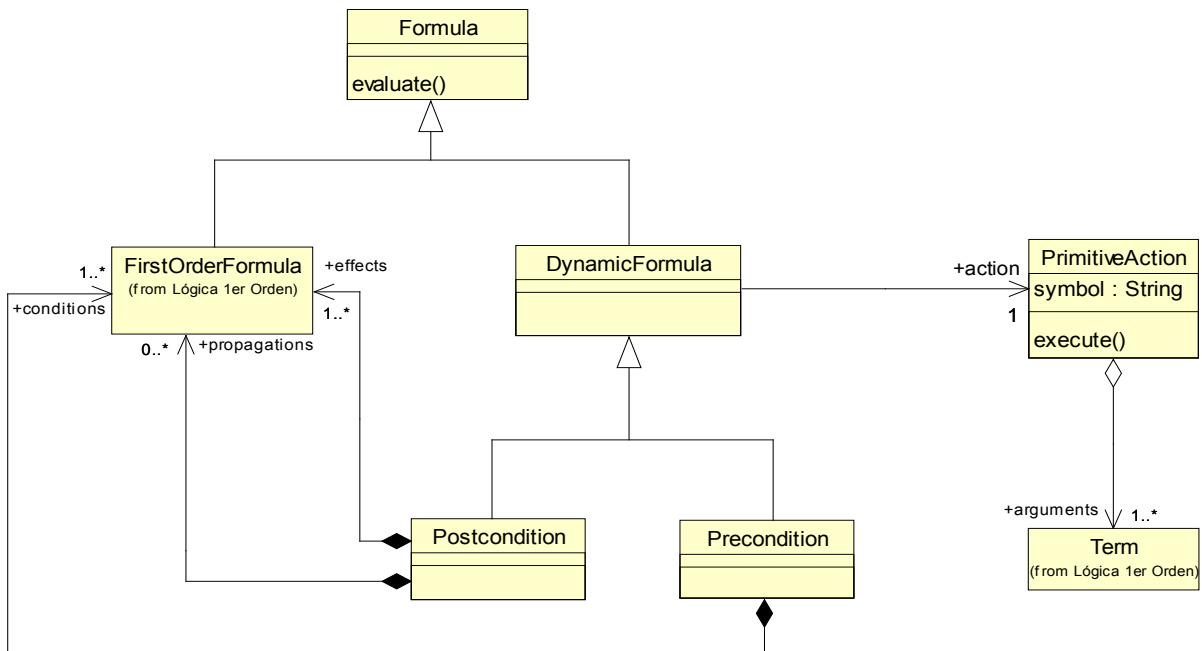 Formula
evaluate()
FirstOrderFormula
(from Lógica 1er Orden)
1..*
+conditions
+effects
1..*
0..*
+propagations
DynamicFormula
+action
1
PrimitiveAction
symbol : String
execute()
Postcondition
Precondition
+arguments
1..*
Term
(from Lógica 1er Orden)